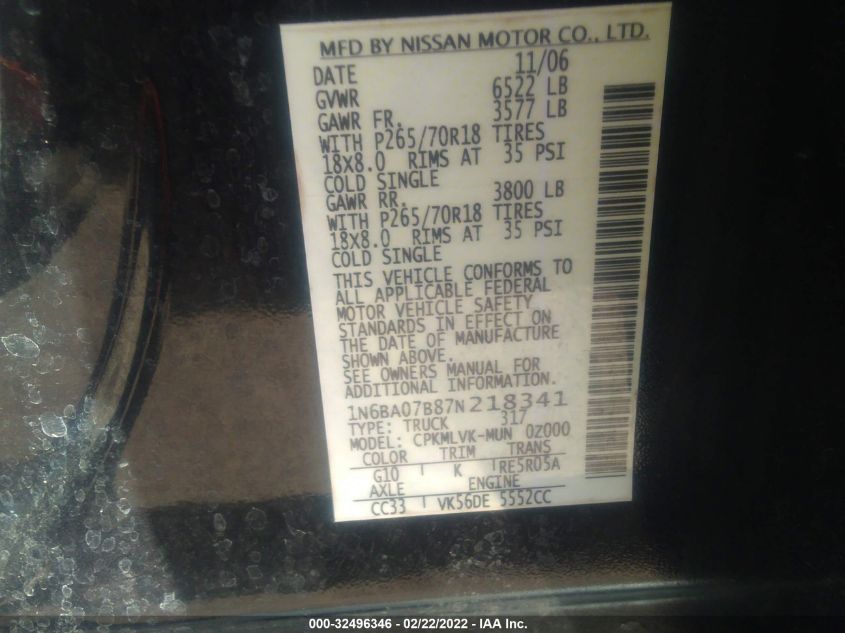 MFD BY NISSAN MOTOR CO., LTD.
DATE 11/06
GVWR 6522 LB
GAWR FR. 3577 LB
WITH P265/70R18 TIRES
18X8.0 RIMS AT 35 PSI
COLD SINGLE
GAWR RR. 3800 LB
WITH P265/70R18 TIRES
18X8.0 RIMS AT 35 PSI
COLD SINGLE
THIS VEHICLE CONFORMS TO
ALL APPLICABLE FEDERAL
MOTOR VEHICLE SAFETY
STANDARDS IN EFFECT ON
THE DATE OF MANUFACTURE
SHOWN ABOVE.
SEE OWNERS MANUAL FOR
ADDITIONAL INFORMATION.
1N6BA07B87N218341
TYPE: TRUCK 317
MODEL: CPKMLVK-MUN 0Z000
COLOR TRIM TRANS
G10 K RE5R05A
AXLE ENGINE
CC33 VK56DE 5552CC
000-32496346 - 02/22/2022 - IAA Inc.